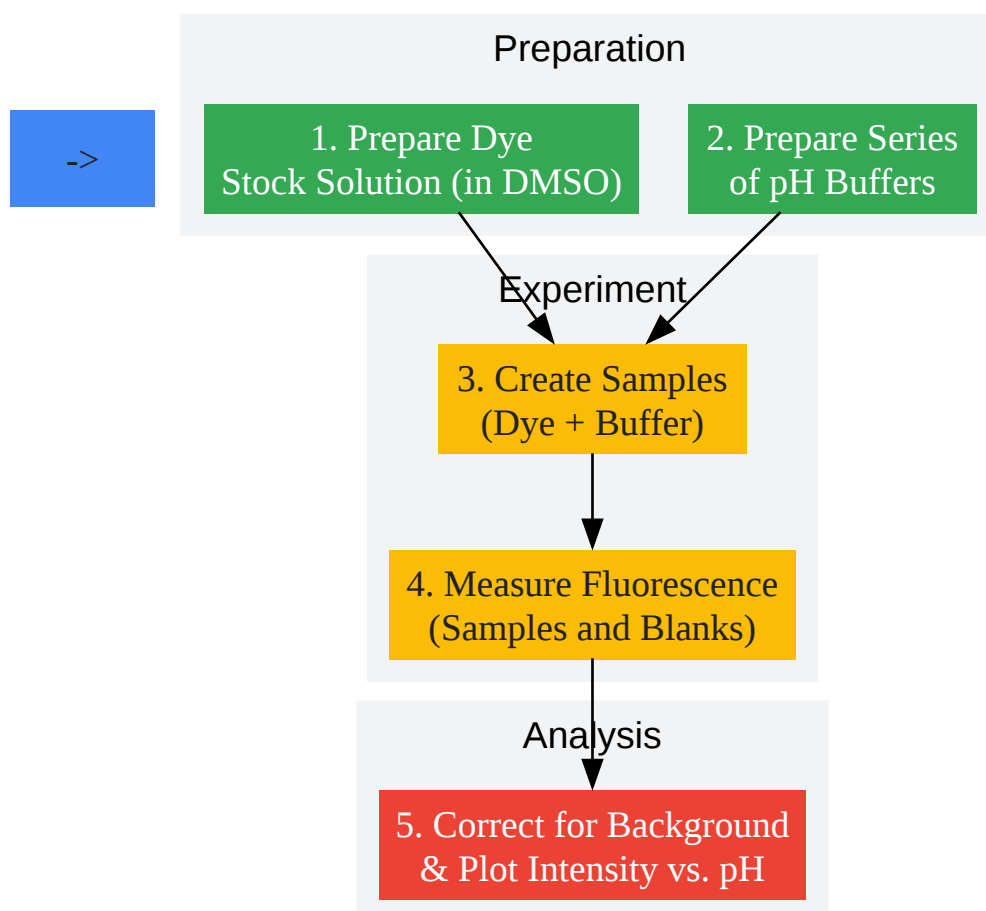 Preparation
->
1. Prepare Dye
Stock Solution (in DMSO)
2. Prepare Series
of pH Buffers
Experiment
3. Create Samples
(Dye + Buffer)
4. Measure Fluorescence
(Samples and Blanks)
Analysis
5. Correct for Background
& Plot Intensity vs. pH